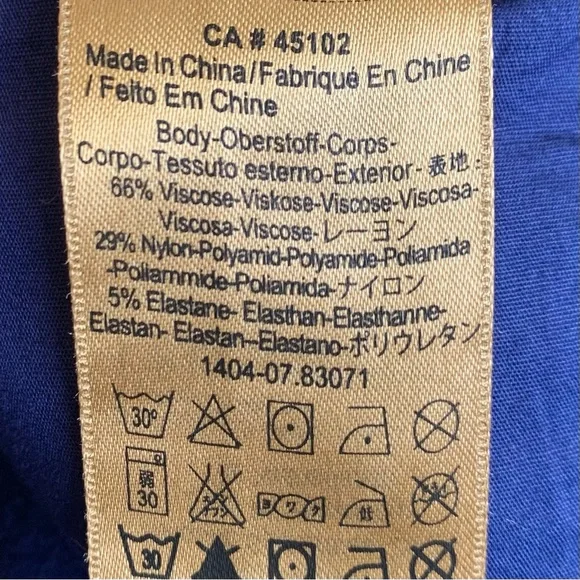 CA # 45102
Made In China/Fabriqué En Chine
/ Feito Em Chine
Body-Oberstoff-Corps-
Corpo-Tessuto esterno-Exterior-表地:
66% Viscose-Viskose-Viscose-Viscosa-
Viscosa-Viscose-レーヨン
29% Nylon-Polyamid-Polyamide-Poliamida
-Poliammide-Poliamida-ナイロン
5% Elastane- Elasthan-Elasthanne-
Elastan- Elastan–Elastano-ポリウレタン
1404-07.83071
30°
弱
30
30